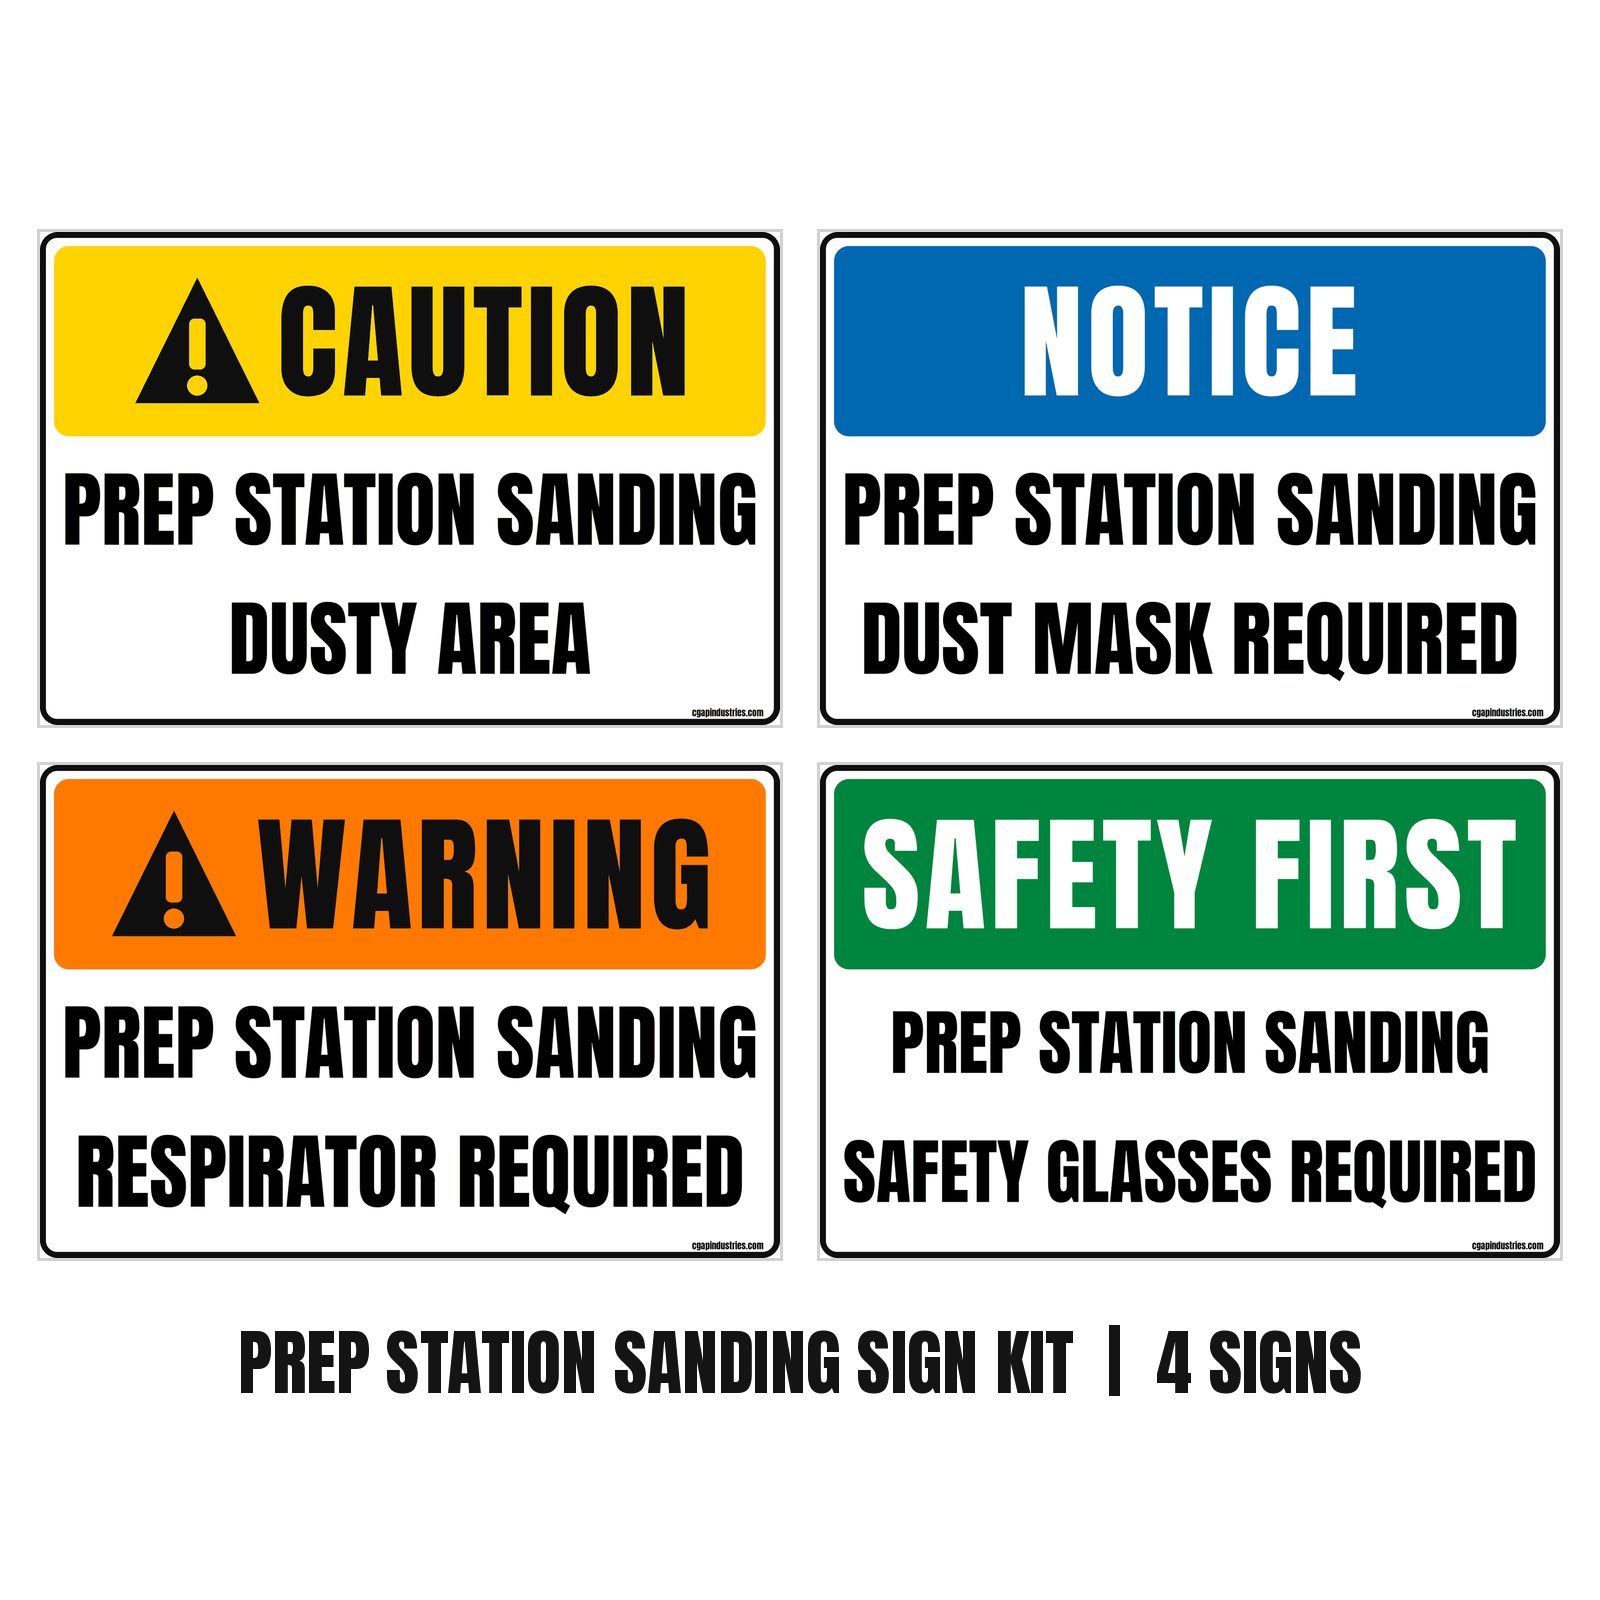 CAUTION
PREP STATION SANDING
DUSTY AREA
cgapindustries.com
NOTICE
PREP STATION SANDING
DUST MASK REQUIRED
cgapindustries.com
WARNING
PREP STATION SANDING
RESPIRATOR REQUIRED
cgapindustries.com
SAFETY FIRST
PREP STATION SANDING
SAFETY GLASSES REQUIRED
cgapindustries.com
PREP STATION SANDING SIGN KIT | 4 SIGNS